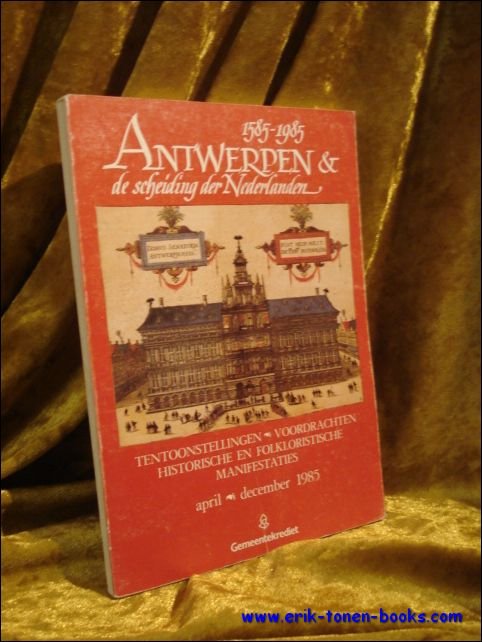 1585-1985
ANTWERPEN &
de scheiding der Nederlanden
TENTOONSTELLINGEN VOORDRACHTEN
HISTORISCHE EN FOLKLORISTISCHE
MANIFESTATIES
april december 1985
Gemeentekrediet
www.erik-tonen-books.com